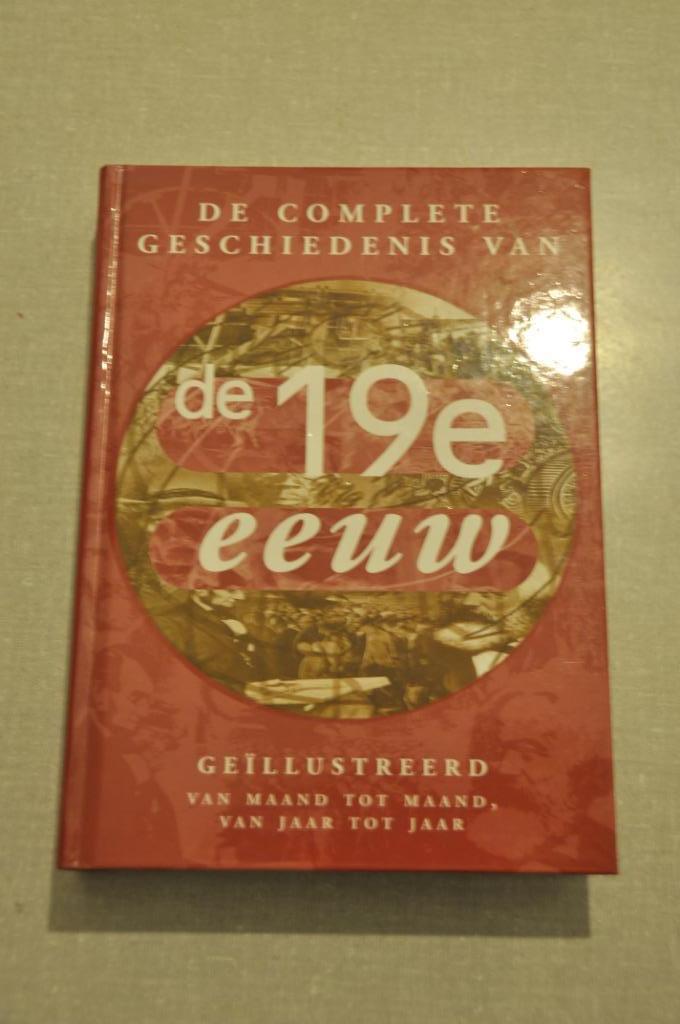 DE COMPLETE
GESCHIEDENIS VAN
de 19e
eeuw
GEÏLLUSTREERD
VAN MAAND TOT MAAND,
VAN JAAR TOT JAAR